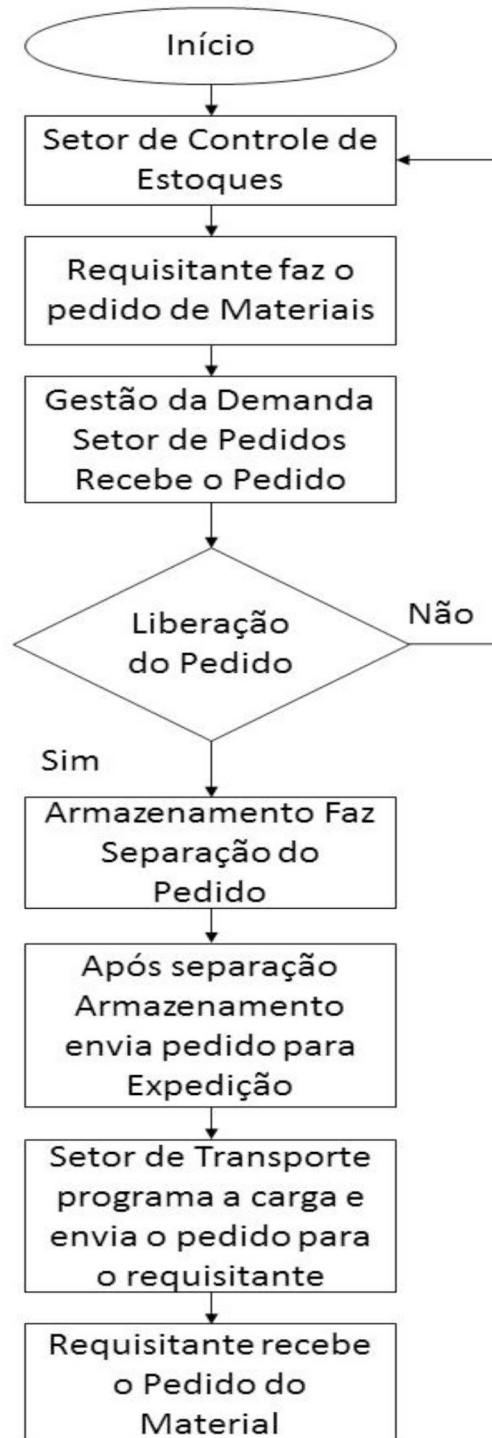 Início
Setor de Controle de
Estoques
Requisitante faz o
pedido de Materiais
Gestão da Demanda
Setor de Pedidos
Recebe o Pedido
Liberação
do Pedido
Não
Sim
Armazenamento Faz
Separação do
Pedido
Após separação
Armazenamento
envia pedido para
Expedição
Setor de Transporte
programa a carga e
envia o pedido para
o requisitante
Requisitante recebe
o Pedido do
Material